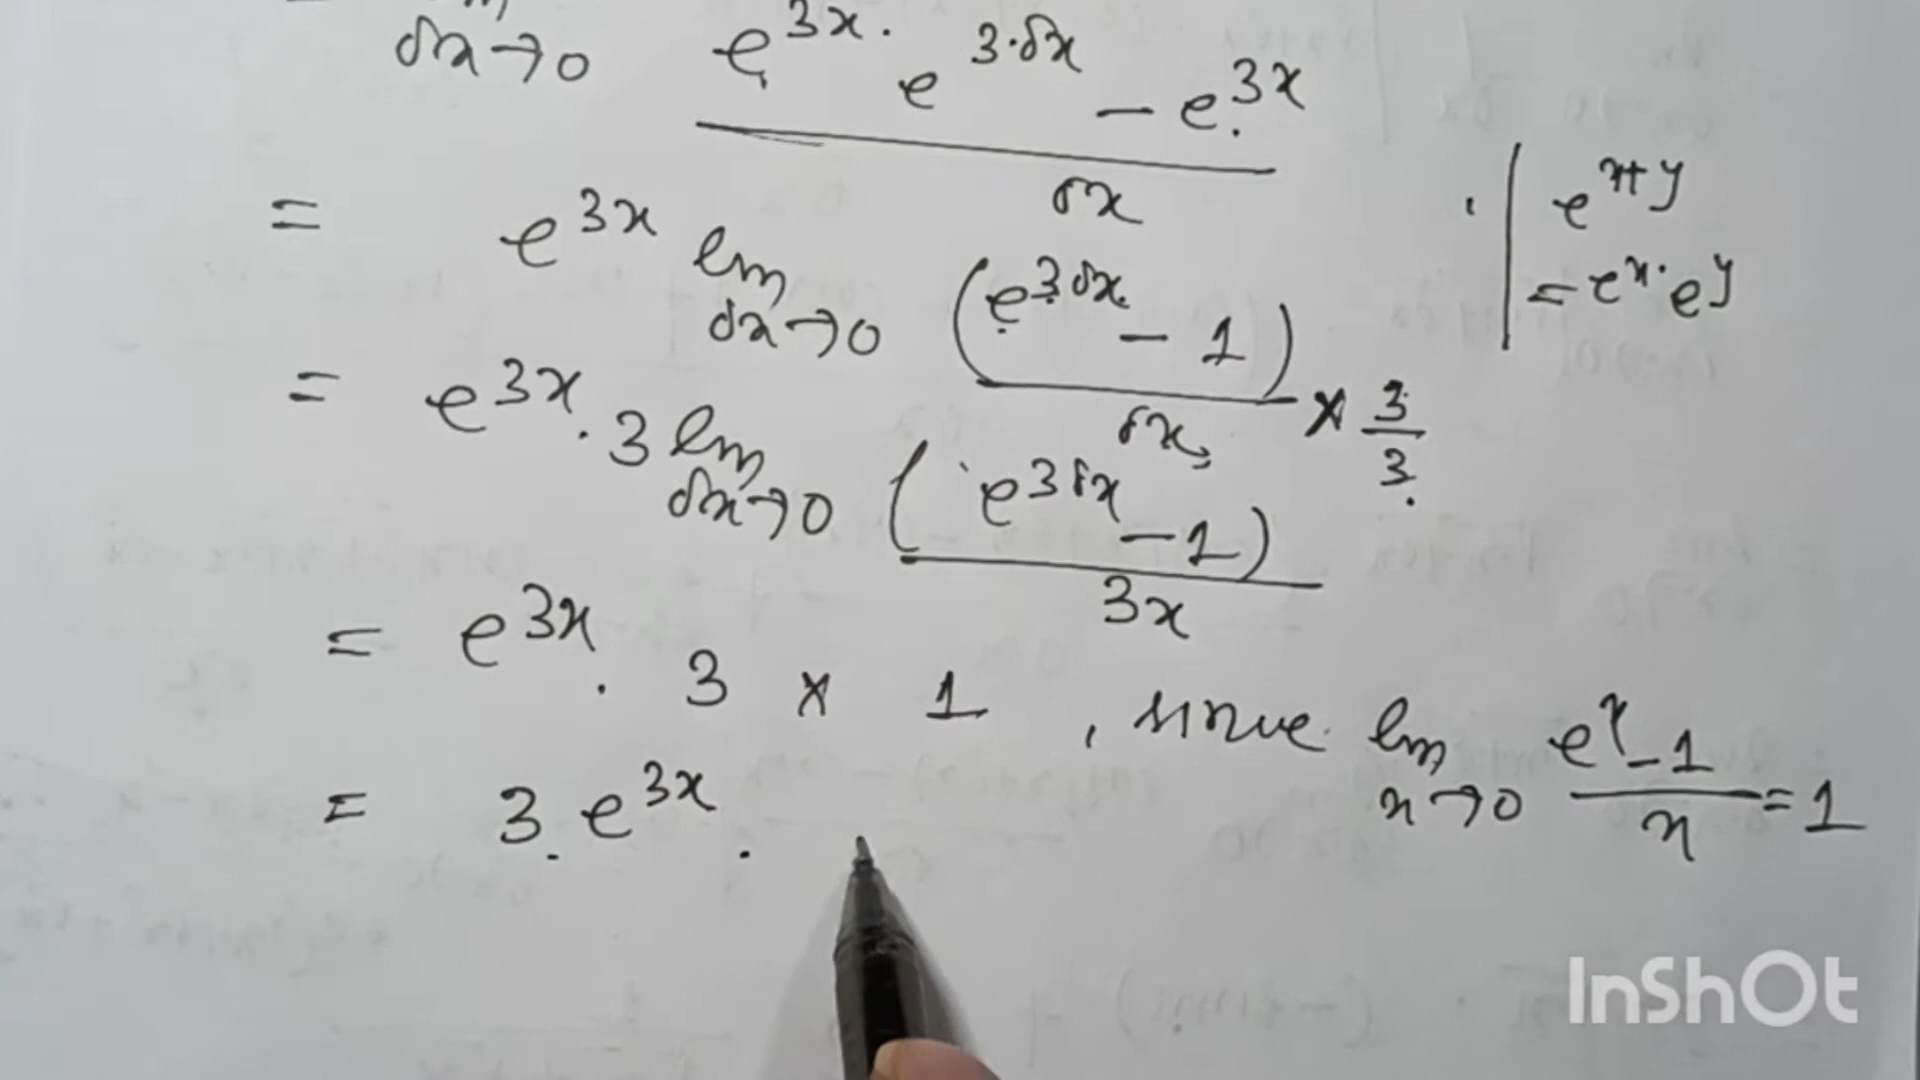 δx→0 e^{3x}. e^{3.δx} - e^{3x}
δx
= e^{3x} lim δx→0 (e^{3δx} - 1) / δx × 3/3
e^{x+y}
= e^{x}. e^{y}
= e^{3x}. 3 lim δx→0 (e^{3δx} - 1) / 3x
= e^{3x}. 3 × 1 , since lim x→0 (e^{x} - 1) / x = 1
= 3. e^{3x}.
InShOt